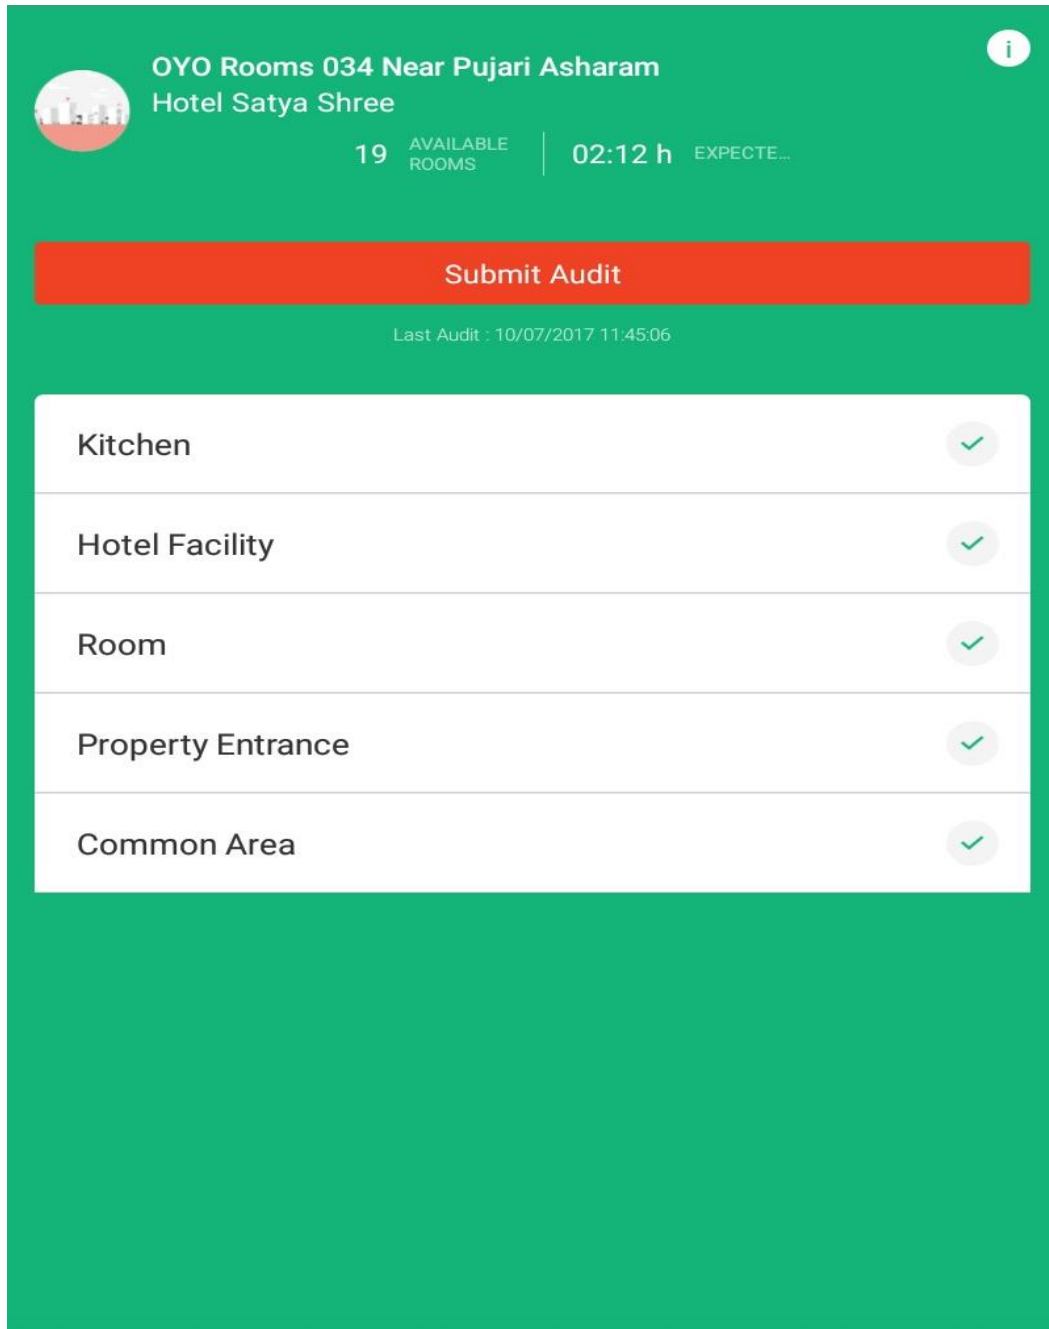 OYO Rooms 034 Near Pujari Asharam
Hotel Satya Shree
19 AVAILABLE ROOMS 02:12 h EXPECTE...
Submit Audit
Last Audit : 10/07/2017 11:45:06
Kitchen
Hotel Facility
Room
Property Entrance
Common Area